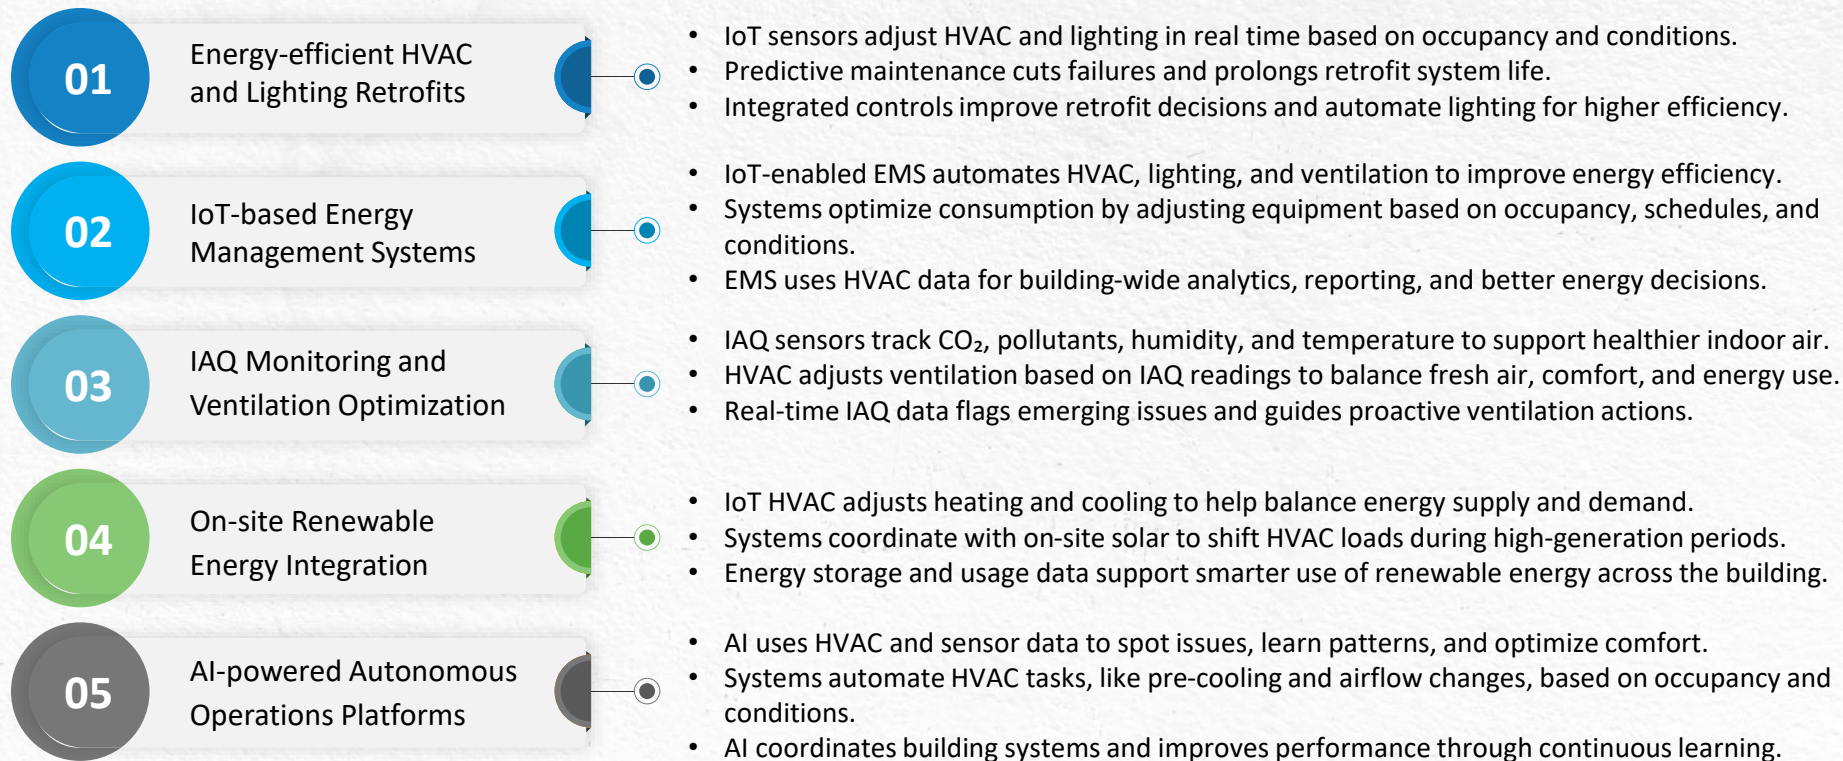 01
Energy-efficient HVAC
and Lighting Retrofits
• IoT sensors adjust HVAC and lighting in real time based on occupancy and conditions.
• Predictive maintenance cuts failures and prolongs retrofit system life.
• Integrated controls improve retrofit decisions and automate lighting for higher efficiency.
02
IoT-based Energy
Management Systems
• IoT-enabled EMS automates HVAC, lighting, and ventilation to improve energy efficiency.
• Systems optimize consumption by adjusting equipment based on occupancy, schedules, and
conditions.
• EMS uses HVAC data for building-wide analytics, reporting, and better energy decisions.
03
IAQ Monitoring and
Ventilation Optimization
• IAQ sensors track CO₂, pollutants, humidity, and temperature to support healthier indoor air.
• HVAC adjusts ventilation based on IAQ readings to balance fresh air, comfort, and energy use.
• Real-time IAQ data flags emerging issues and guides proactive ventilation actions.
04
On-site Renewable
Energy Integration
• IoT HVAC adjusts heating and cooling to help balance energy supply and demand.
• Systems coordinate with on-site solar to shift HVAC loads during high-generation periods.
• Energy storage and usage data support smarter use of renewable energy across the building.
05
AI-powered Autonomous
Operations Platforms
• AI uses HVAC and sensor data to spot issues, learn patterns, and optimize comfort.
• Systems automate HVAC tasks, like pre-cooling and airflow changes, based on occupancy and
conditions.
• AI coordinates building systems and improves performance through continuous learning.